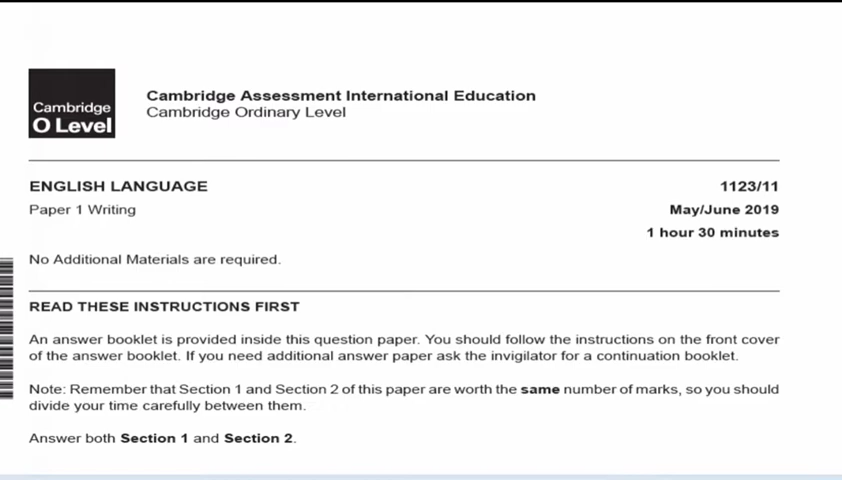 Cambridge
O Level
Cambridge Assessment International Education
Cambridge Ordinary Level
ENGLISH LANGUAGE 1123/11
Paper 1 Writing May/June 2019
1 hour 30 minutes
No Additional Materials are required.
READ THESE INSTRUCTIONS FIRST
An answer booklet is provided inside this question paper. You should follow the instructions on the front cover
of the answer booklet. If you need additional answer paper ask the invigilator for a continuation booklet.
Note: Remember that Section 1 and Section 2 of this paper are worth the same number of marks, so you should
divide your time carefully between them.
Answer both Section 1 and Section 2.